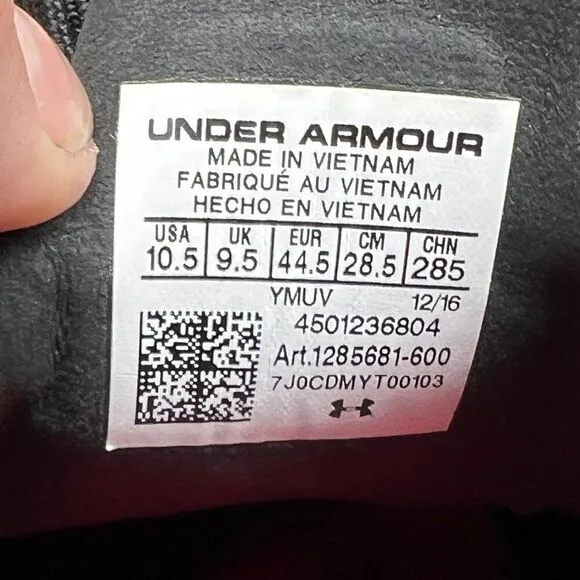 UNDER ARMOUR
MADE IN VIETNAM
FABRIQUÉ AU VIETNAM
HECHO EN VIETNAM
USA UK EUR CM CHN
10.5 9.5 44.5 28.5 285
YMUV 12/16
4501236804
Art.1285681-600
7J0CDMYT00103